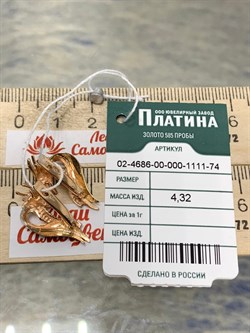 ООО ЮВЕЛИРНЫЙ ЗАВОД
ПЛАТИНА
ЗОЛОТО 585 ПРОБЫ
АРТИКУЛ
02-4686-00-000-1111-74
РАЗМЕР
МАССА ИЗД. 4,32
ЦЕНА за 1г
ЦЕНА ИЗД.
СДЕЛАНО В РОССИИ